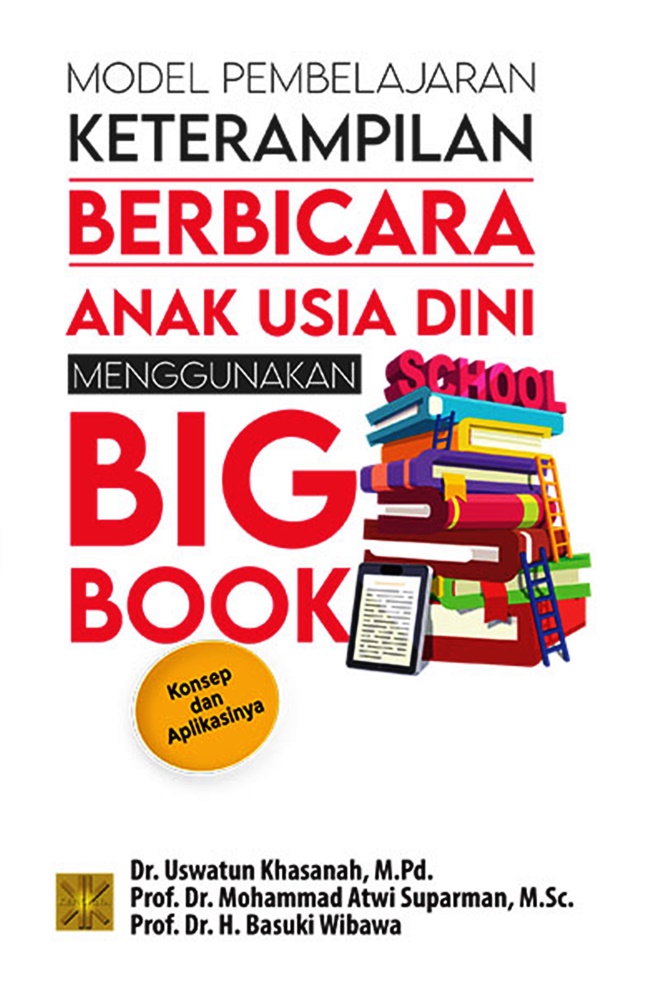 MODEL PEMBELAJARAN
KETERAMPILAN
BERBICARA
ANAK USIA DINI
MENGGUNAKAN
SCHOOL
BIG
BOOK
Konsep
dan
Aplikasinya
Dr. Uswatun Khasanah, M.Pd.
Prof. Dr. Mohammad Atwi Suparman, M.Sc.
Prof. Dr. H. Basuki Wibawa